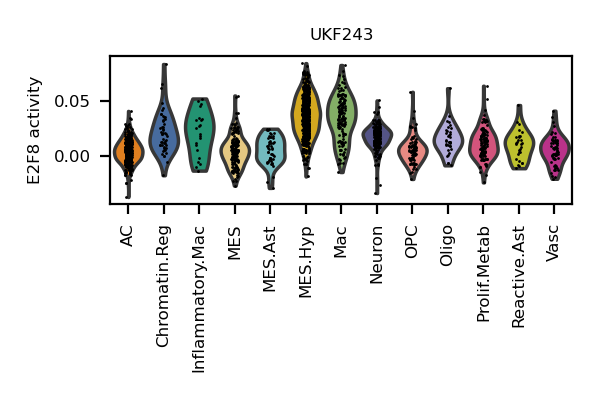 UKF243
E2F8 activity
0.05
0.00
AC
Chromatin.Reg
Inflammatory.Mac
MES
MES.Ast
MES.Hyp
Mac
Neuron
OPC
Oligo
Prolif.Metab
Reactive.Ast
Vasc